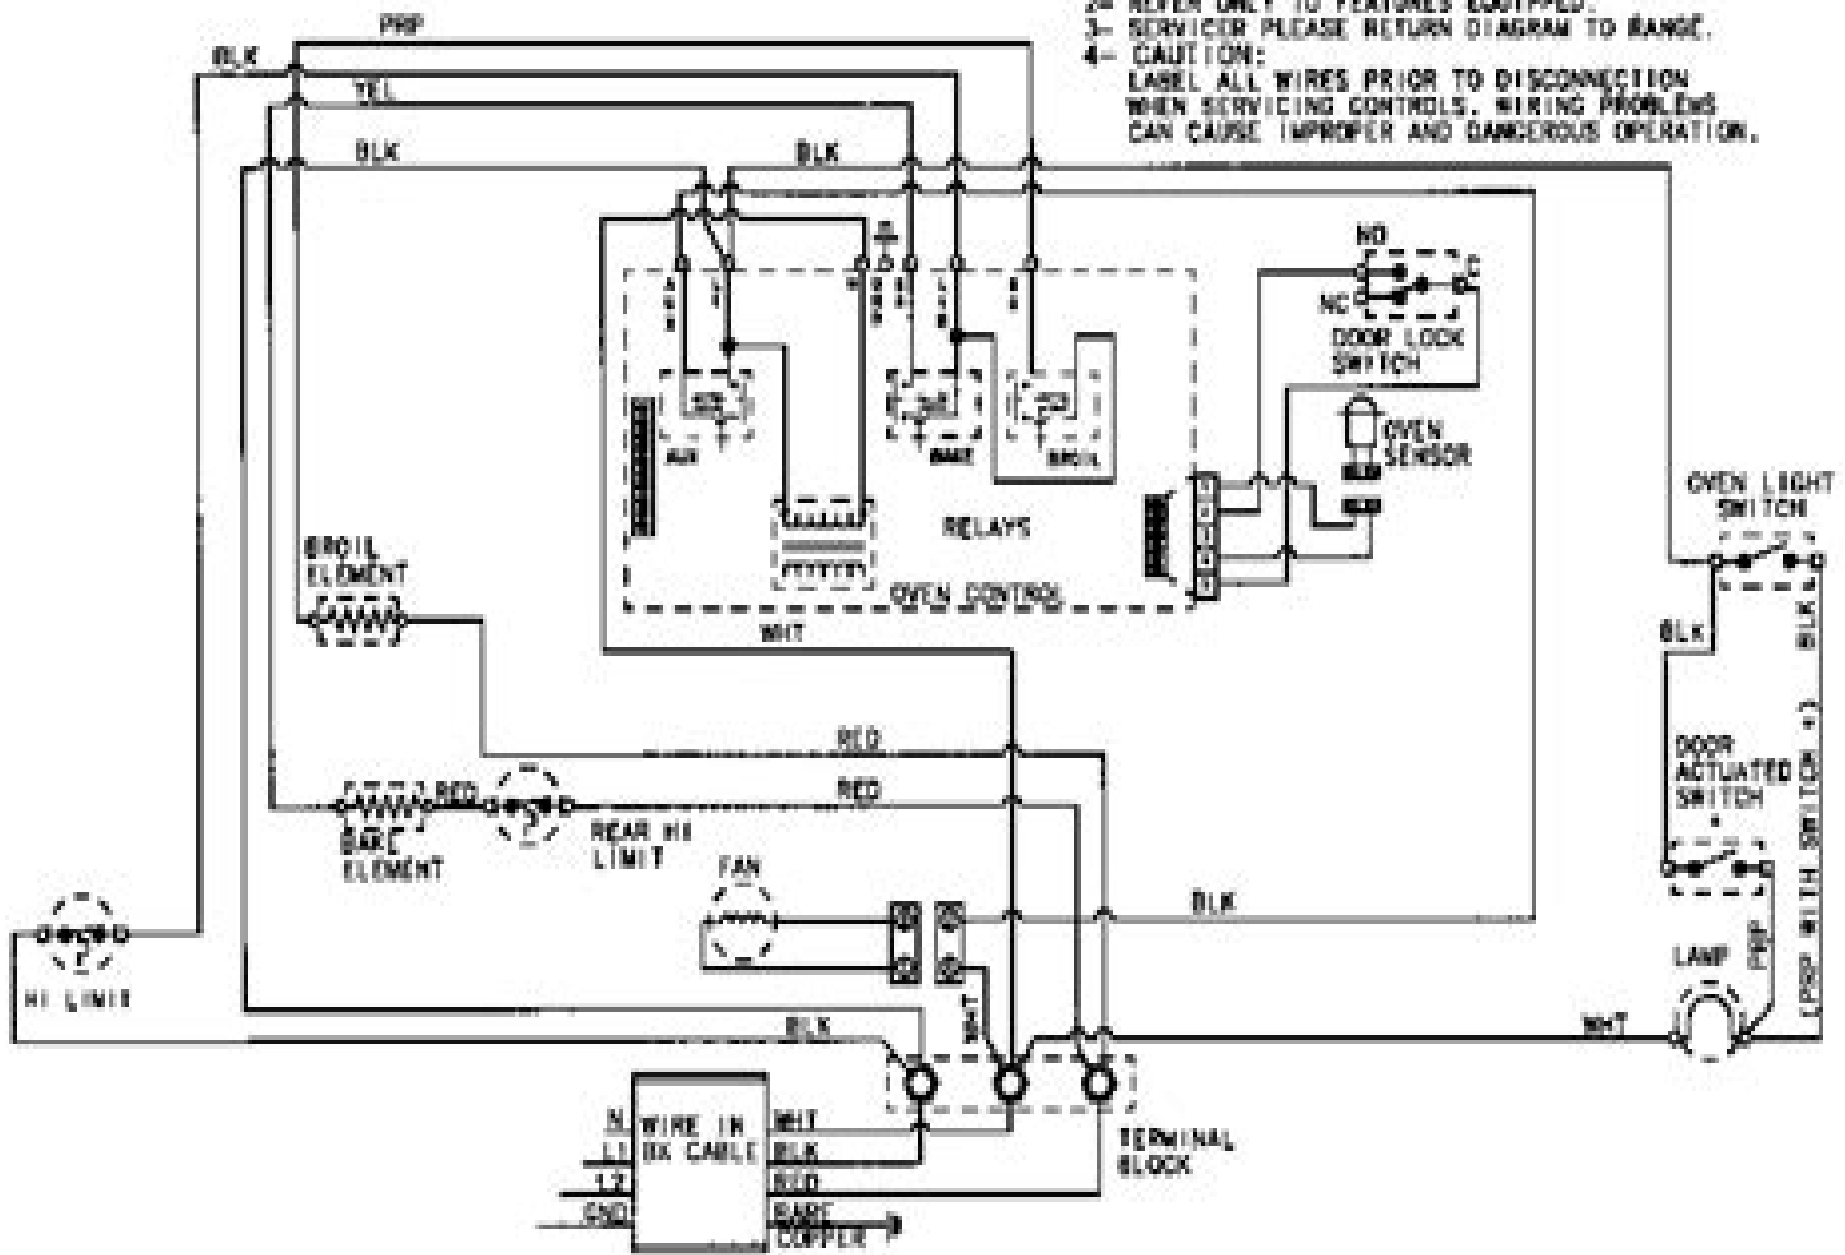 2- REFER ONLY TO FEATURES EQUIPPED.
3- SERVICER PLEASE RETURN DIAGRAM TO RANGE.
4- CAUTION:
LABEL ALL WIRES PRIOR TO DISCONNECTION
WHEN SERVICING CONTROLS. WIRING PROBLEMS
CAN CAUSE IMPROPER AND DANGEROUS OPERATION.
PRP
BLK
YEL
BLK
BLK
NO
C
NC
DOOR LOCK
SWITCH
AUX
BAKE
BROIL
OVEN
SENSOR
RELAYS
OVEN CONTROL
OVEN LIGHT
SWITCH
BROIL
ELEMENT
WHT
BLK
BLK
RED
RED
RED
BAKE
ELEMENT
REAR HI
LIMIT
DOOR
ACTUATED
SWITCH
*
(PRP WITH SWITCH *)
FAN
BLK
HI LIMIT
WHT
BLK
LAMP
PRP
WHT
N
L1
L2
GND
WIRE IN
BX CABLE
WHT
BLK
RED
BARE
COPPER
TERMINAL
BLOCK